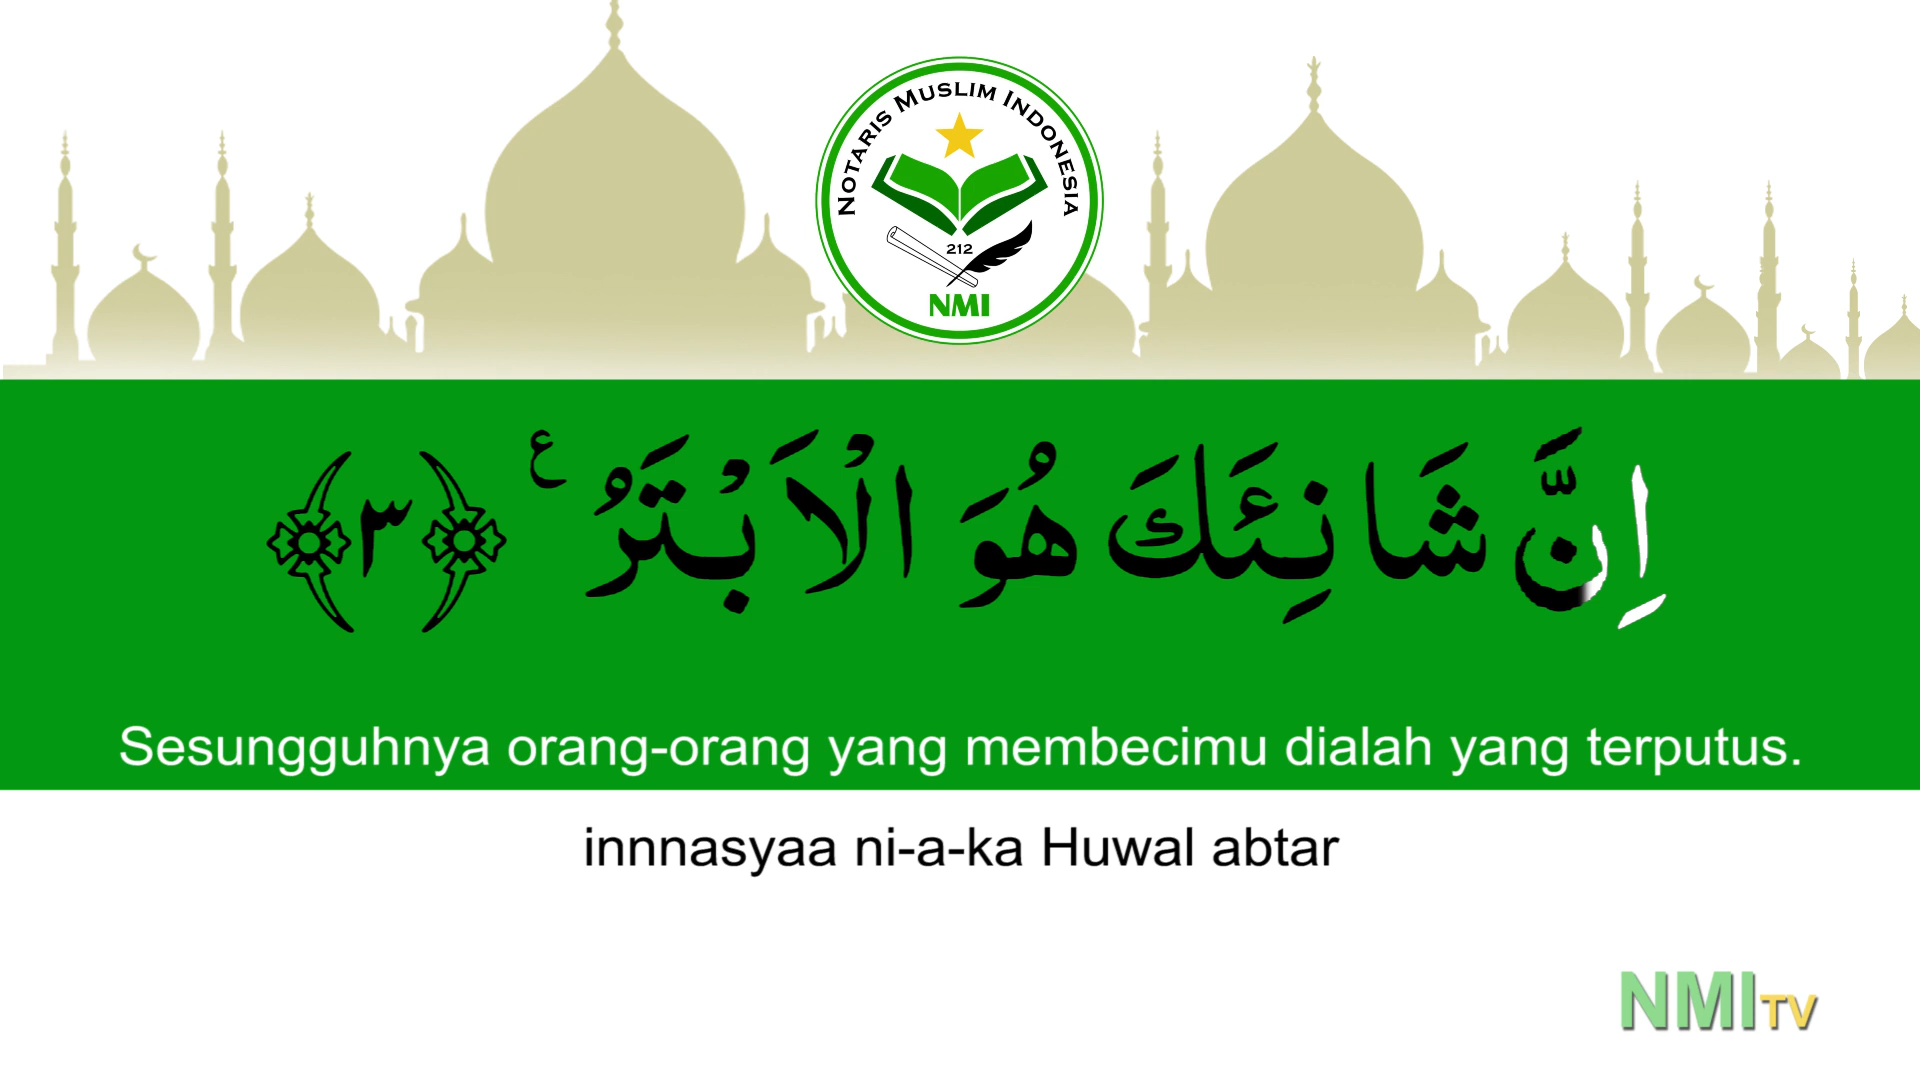 NOTARIS MUSLIM INDONESIA
212
NMI
اِنَّ شَانِئَكَ هُوَ الْاَبْتَرُ ࣖ ﴿٣﴾
Sesungguhnya orang-orang yang membecimu dialah yang terputus.
innnasyaa ni-a-ka Huwal abtar
NMITV